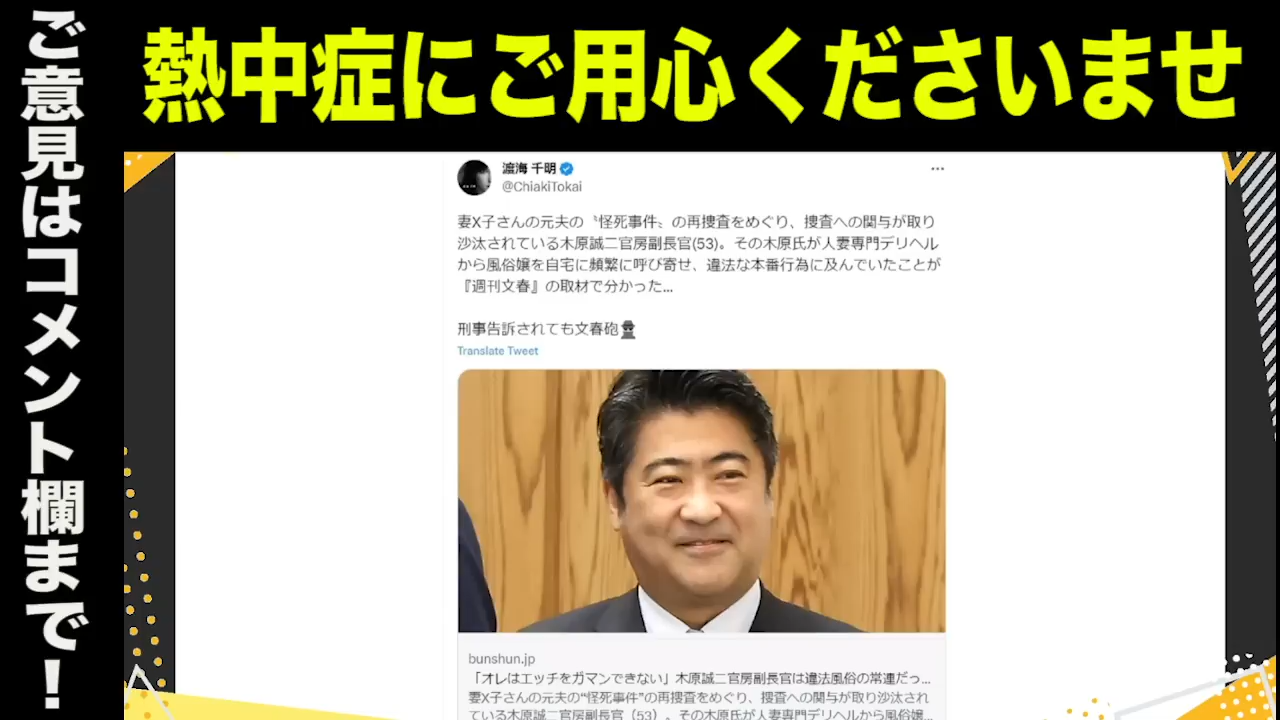 熱中症にご用心くださいませ
ご意見はコメント欄まで!
渡海 千明
@ChiakiTokai
妻X子さんの元夫の〝怪死事件〟の再捜査をめぐり、捜査への関与が取り
沙汰されている木原誠二官房副長官(53)。その木原氏が人妻専門デリヘル
から風俗嬢を自宅に頻繁に呼び寄せ、違法な本番行為に及んでいたことが
『週刊文春』の取材で分かった...
刑事告訴されても文春砲
Translate Tweet
bunshun.jp
「オレはエッチをガマンできない」木原誠二官房副長官は違法風俗の常連だっ...
妻X子さんの元夫の“怪死事件”の再捜査をめぐり、捜査への関与が取り沙汰され
ている木原誠二官房副長官（53）。その木原氏が人妻専門デリヘルから風俗嬢...